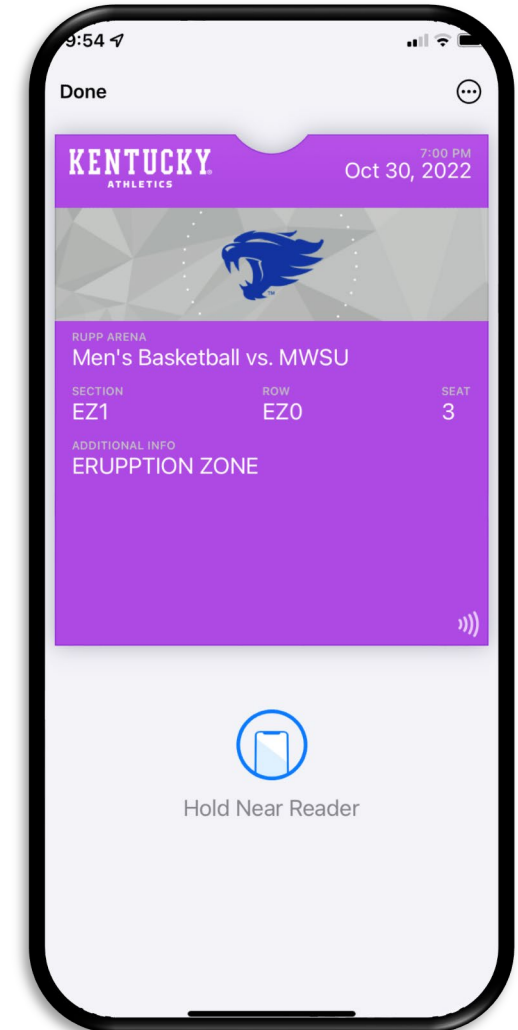 9:54
Done
KENTUCKY
ATHLETICS
7:00 PM
Oct 30, 2022
TM
RUPP ARENA
Men's Basketball vs. MWSU
SECTION ROW SEAT
EZ1 EZ0 3
ADDITIONAL INFO
ERUPPTION ZONE
Hold Near Reader